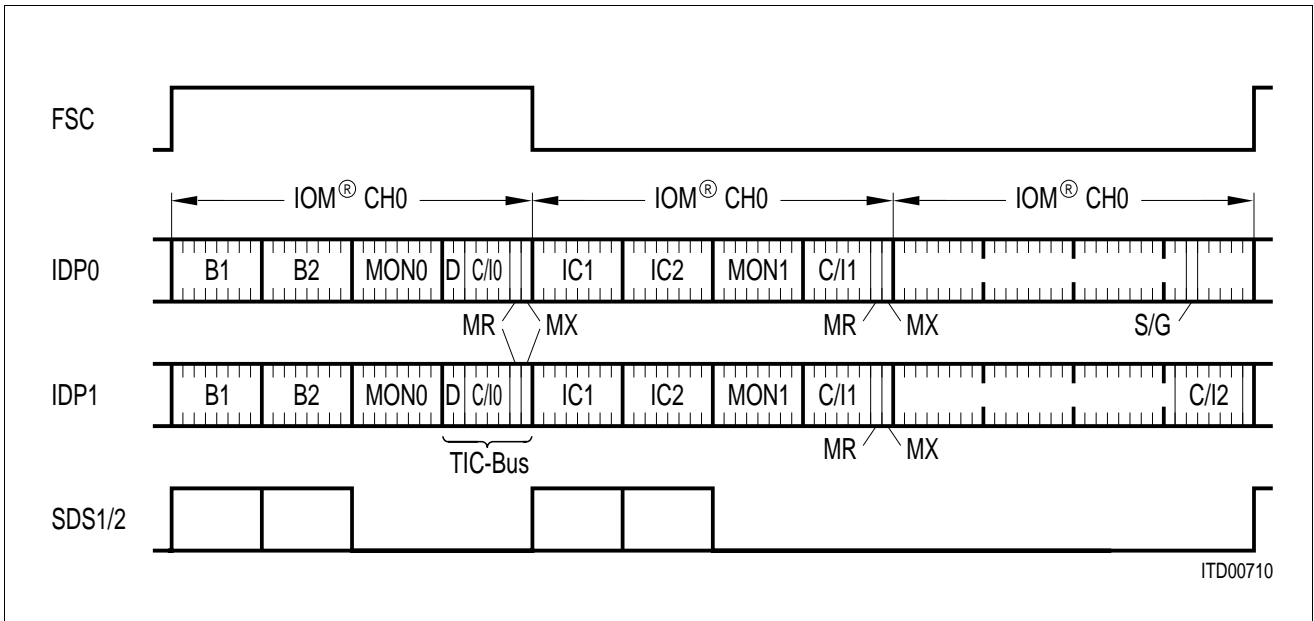 FSC
IOM® CH0 IOM® CH0 IOM® CH0
IDP0 B1 B2 MON0 D C/I0 IC1 IC2 MON1 C/I1
MR MX MR MX S/G
IDP1 B1 B2 MON0 D C/I0 IC1 IC2 MON1 C/I1 C/I2
TIC-Bus MR MX
SDS1/2
ITD00710